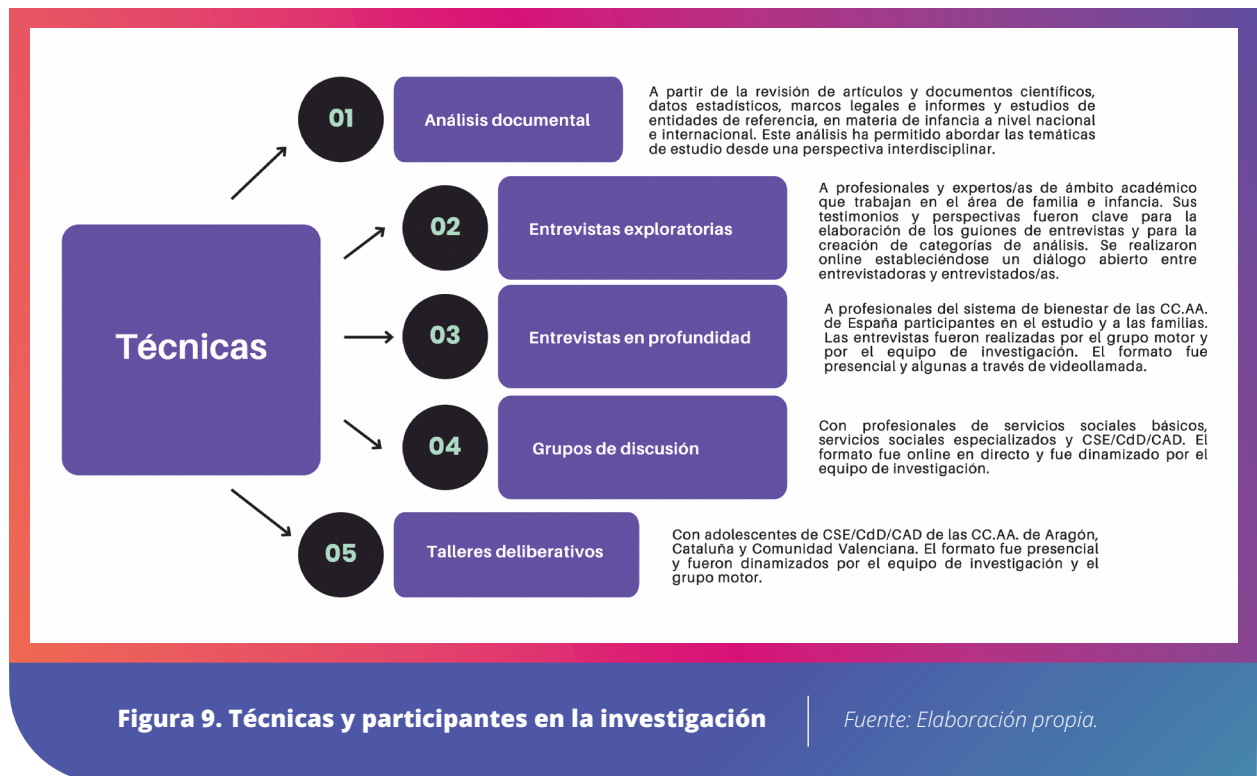 Técnicas
01
Análisis documental
A partir de la revisión de artículos y documentos científicos,
datos estadísticos, marcos legales e informes y estudios de
entidades de referencia, en materia de infancia a nivel nacional
e internacional. Este análisis ha permitido abordar las temáticas
de estudio desde una perspectiva interdisciplinar.
02
Entrevistas exploratorias
A profesionales y expertos/as de ámbito académico
que trabajan en el área de familia e infancia. Sus
testimonios y perspectivas fueron clave para la
elaboración de los guiones de entrevistas y para la
creación de categorías de análisis. Se realizaron
online estableciéndose un diálogo abierto entre
entrevistadoras y entrevistados/as.
03
Entrevistas en profundidad
A profesionales del sistema de bienestar de las CC.AA.
de España participantes en el estudio y a las familias.
Las entrevistas fueron realizadas por el grupo motor y
por el equipo de investigación. El formato fue
presencial y algunas a través de videollamada.
04
Grupos de discusión
Con profesionales de servicios sociales básicos,
servicios sociales especializados y CSE/CdD/CAD. El
formato fue online en directo y fue dinamizado por el
equipo de investigación.
05
Talleres deliberativos
Con adolescentes de CSE/CdD/CAD de las CC.AA. de Aragón,
Cataluña y Comunidad Valenciana. El formato fue presencial
y fueron dinamizados por el equipo de investigación y el
grupo motor.
Figura 9. Técnicas y participantes en la investigación
Fuente: Elaboración propia.